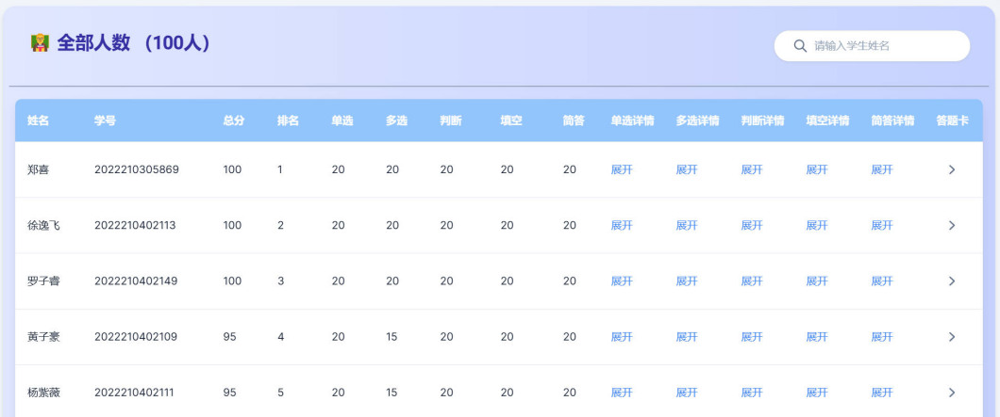 全部人数 (100人)
请输入学生姓名
姓名 学号 总分 排名 单选 多选 判断 填空 简答 单选详情 多选详情 判断详情 填空详情 简答详情 答题卡
郑喜 2022210305869 100 1 20 20 20 20 20 展开 展开 展开 展开 展开
徐逸飞 2022210402113 100 2 20 20 20 20 20 展开 展开 展开 展开 展开
罗子睿 2022210402149 100 3 20 20 20 20 20 展开 展开 展开 展开 展开
黄子豪 2022210402109 95 4 20 15 20 20 20 展开 展开 展开 展开 展开
杨紫薇 2022210402111 95 5 20 15 20 20 20 展开 展开 展开 展开 展开